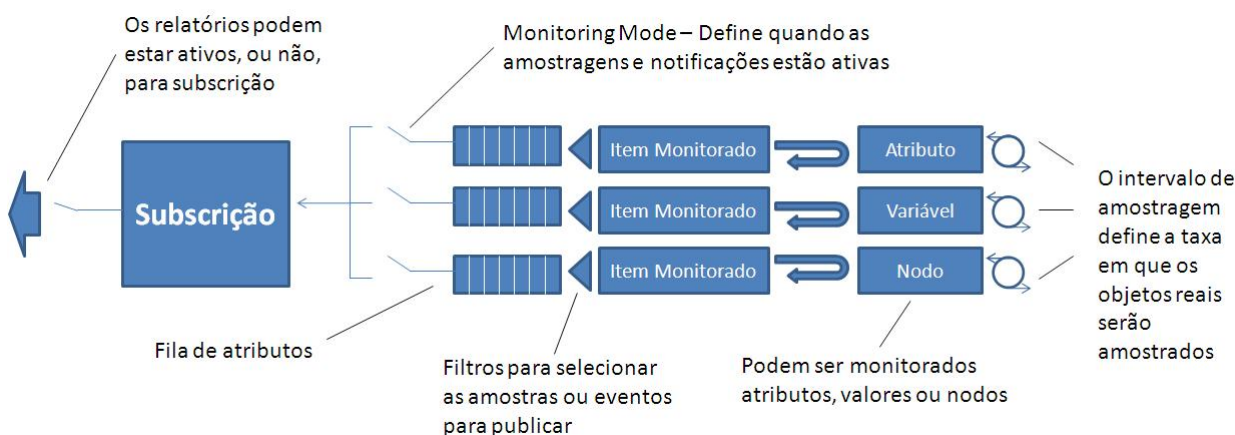 Os relatórios podem
estar ativos, ou não,
para subscrição
Monitoring Mode – Define quando as
amostragens e notificações estão ativas
Subscrição
Item Monitorado
Atributo
Item Monitorado
Variável
Item Monitorado
Nodo
O intervalo de
amostragem
define a taxa
em que os
objetos reais
serão
amostrados
Fila de atributos
Filtros para selecionar
as amostras ou eventos
para publicar
Podem ser monitorados
atributos, valores ou nodos